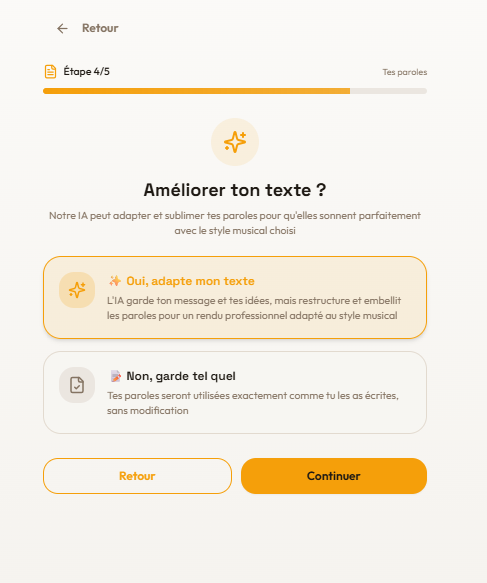 Retour
Étape 4/5
Tes paroles
Améliorer ton texte ?
Notre IA peut adapter et sublimer tes paroles pour qu'elles sonnent parfaitement
avec le style musical choisi
✨ Oui, adapte mon texte
L'IA garde ton message et tes idées, mais restructure et embellit
les paroles pour un rendu professionnel adapté au style musical
📝 Non, garde tel quel
Tes paroles seront utilisées exactement comme tu les as écrites,
sans modification
Retour
Continuer